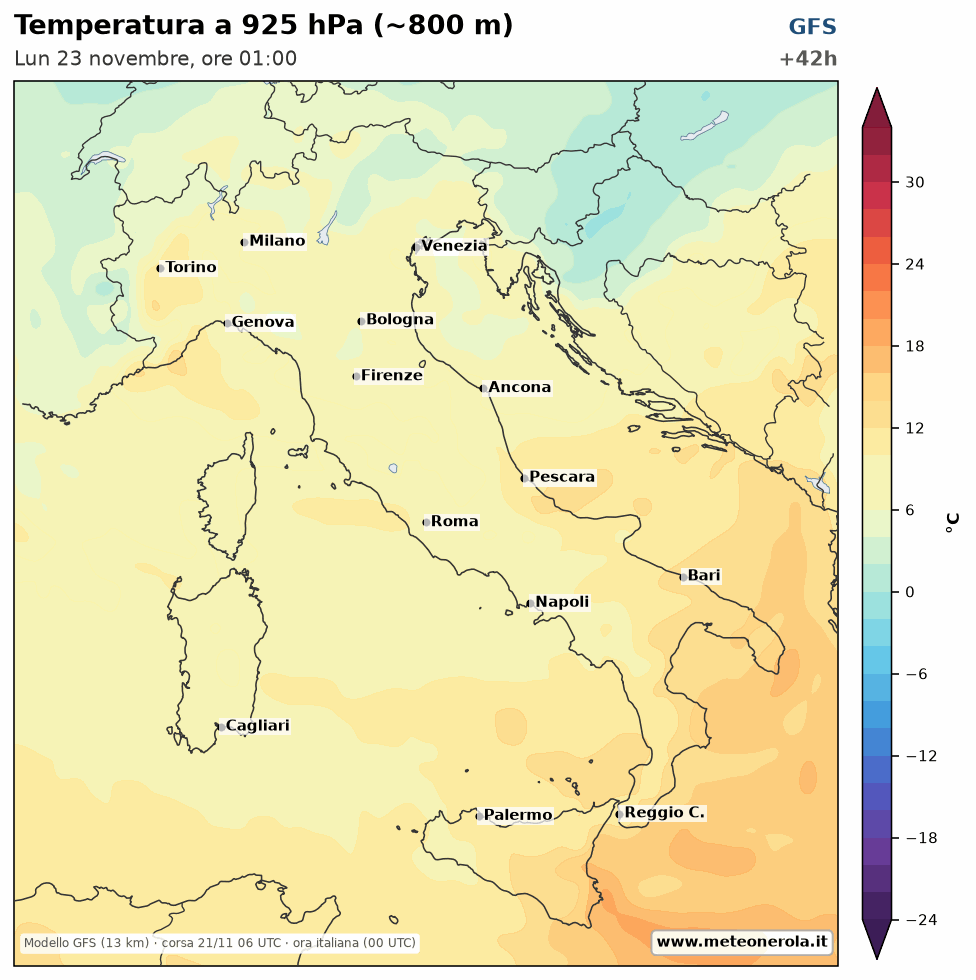 Temperatura a 925 hPa (~800 m)
GFS
Lun 23 novembre, ore 01:00
+42h
Milano
Venezia
Torino
Genova
Bologna
Firenze
Ancona
Pescara
Roma
Bari
Napoli
Cagliari
Palermo
Reggio C.
30
24
18
12
6
0
−6
−12
−18
−24
°C
Modello GFS (13 km) · corsa 21/11 06 UTC · ora italiana (00 UTC)
www.meteonerola.it